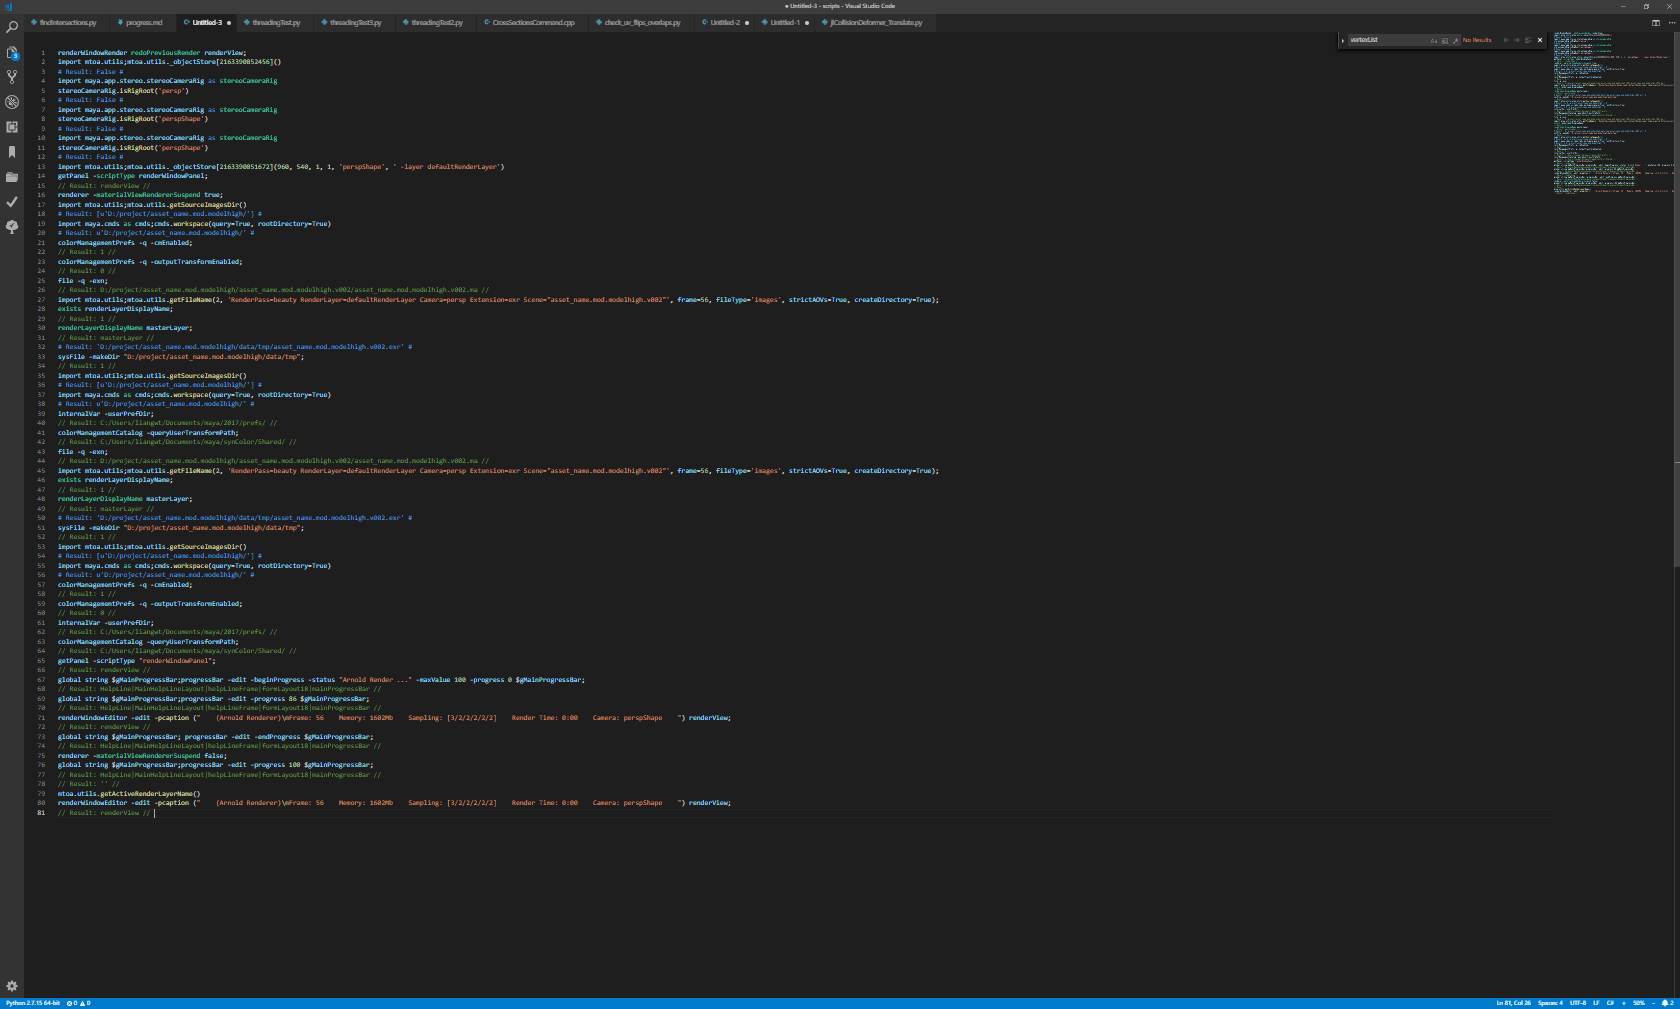 ● Untitled-3 - scripts - Visual Studio Code
findIntersections.py
progress.md
Untitled-3 ●
threadingTest.py
threadingTest3.py
threadingTest2.py
CrossSectionsCommand.cpp
check_uv_flips_overlaps.py
Untitled-2 ●
Untitled-1 ●
jlCollisionDeformer_Translate.py
vertexList
No Results
1 renderWindowRender redoPreviousRender renderView;
2 import mtoa.utils;mtoa.utils._objectStore[2163390852456]()
3 # Result: False #
4 import maya.app.stereo.stereoCameraRig as stereoCameraRig
5 stereoCameraRig.isRigRoot('persp')
6 # Result: False #
7 import maya.app.stereo.stereoCameraRig as stereoCameraRig
8 stereoCameraRig.isRigRoot('perspShape')
9 # Result: False #
10 import maya.app.stereo.stereoCameraRig as stereoCameraRig
11 stereoCameraRig.isRigRoot('perspShape')
12 # Result: False #
13 import mtoa.utils;mtoa.utils._objectStore[2163390851672](960, 540, 1, 1, 'perspShape', ' -layer defaultRenderLayer')
14 getPanel -scriptType renderWindowPanel;
15 // Result: renderView //
16 renderer -materialViewRendererSuspend true;
17 import mtoa.utils;mtoa.utils.getSourceImagesDir()
18 # Result: [u'D:/project/asset_name.mod.modelhigh/'] #
19 import maya.cmds as cmds;cmds.workspace(query=True, rootDirectory=True)
20 # Result: u'D:/project/asset_name.mod.modelhigh/' #
21 colorManagementPrefs -q -cmEnabled;
22 // Result: 1 //
23 colorManagementPrefs -q -outputTransformEnabled;
24 // Result: 0 //
25 file -q -exn;
26 // Result: D:/project/asset_name.mod.modelhigh/asset_name.mod.modelhigh.v002/asset_name.mod.modelhigh.v002.ma //
27 import mtoa.utils;mtoa.utils.getFileName(2, 'RenderPass=beauty RenderLayer=defaultRenderLayer Camera=persp Extension=exr Scene="asset_name.mod.modelhigh.v002"', frame=56, fileType='images', strictAOVs=True, createDirectory=True);
28 exists renderLayerDisplayName;
29 // Result: 1 //
30 renderLayerDisplayName masterLayer;
31 // Result: masterLayer //
32 # Result: 'D:/project/asset_name.mod.modelhigh/data/tmp/asset_name.mod.modelhigh.v002.exr' #
33 sysFile -makeDir "D:/project/asset_name.mod.modelhigh/data/tmp";
34 // Result: 1 //
35 import mtoa.utils;mtoa.utils.getSourceImagesDir()
36 # Result: [u'D:/project/asset_name.mod.modelhigh/'] #
37 import maya.cmds as cmds;cmds.workspace(query=True, rootDirectory=True)
38 # Result: u'D:/project/asset_name.mod.modelhigh/' #
39 internalVar -userPrefDir;
40 // Result: C:/Users/liangwt/Documents/maya/2017/prefs/ //
41 colorManagementCatalog -queryUserTransformPath;
42 // Result: C:/Users/liangwt/Documents/maya/synColor/Shared/ //
43 file -q -exn;
44 // Result: D:/project/asset_name.mod.modelhigh/asset_name.mod.modelhigh.v002/asset_name.mod.modelhigh.v002.ma //
45 import mtoa.utils;mtoa.utils.getFileName(2, 'RenderPass=beauty RenderLayer=defaultRenderLayer Camera=persp Extension=exr Scene="asset_name.mod.modelhigh.v002"', frame=56, fileType='images', strictAOVs=True, createDirectory=True);
46 exists renderLayerDisplayName;
47 // Result: 1 //
48 renderLayerDisplayName masterLayer;
49 // Result: masterLayer //
50 # Result: 'D:/project/asset_name.mod.modelhigh/data/tmp/asset_name.mod.modelhigh.v002.exr' #
51 sysFile -makeDir "D:/project/asset_name.mod.modelhigh/data/tmp";
52 // Result: 1 //
53 import mtoa.utils;mtoa.utils.getSourceImagesDir()
54 # Result: [u'D:/project/asset_name.mod.modelhigh/'] #
55 import maya.cmds as cmds;cmds.workspace(query=True, rootDirectory=True)
56 # Result: u'D:/project/asset_name.mod.modelhigh/' #
57 colorManagementPrefs -q -cmEnabled;
58 // Result: 1 //
59 colorManagementPrefs -q -outputTransformEnabled;
60 // Result: 0 //
61 internalVar -userPrefDir;
62 // Result: C:/Users/liangwt/Documents/maya/2017/prefs/ //
63 colorManagementCatalog -queryUserTransformPath;
64 // Result: C:/Users/liangwt/Documents/maya/synColor/Shared/ //
65 getPanel -scriptType "renderWindowPanel";
66 // Result: renderView //
67 global string $gMainProgressBar;progressBar -edit -beginProgress -status "Arnold Render ..." -maxValue 100 -progress 0 $gMainProgressBar;
68 // Result: HelpLine|MainHelpLineLayout|helpLineFrame|formLayout18|mainProgressBar //
69 global string $gMainProgressBar;progressBar -edit -progress 86 $gMainProgressBar;
70 // Result: HelpLine|MainHelpLineLayout|helpLineFrame|formLayout18|mainProgressBar //
71 renderWindowEditor -edit -pcaption ("    (Arnold Renderer)\nFrame: 56    Memory: 1602Mb    Sampling: [3/2/2/2/2/2]    Render Time: 0:00    Camera: perspShape    ") renderView;
72 // Result: renderView //
73 global string $gMainProgressBar; progressBar -edit -endProgress $gMainProgressBar;
74 // Result: HelpLine|MainHelpLineLayout|helpLineFrame|formLayout18|mainProgressBar //
75 renderer -materialViewRendererSuspend false;
76 global string $gMainProgressBar;progressBar -edit -progress 100 $gMainProgressBar;
77 // Result: HelpLine|MainHelpLineLayout|helpLineFrame|formLayout18|mainProgressBar //
78 // Result: '' //
79 mtoa.utils.getActiveRenderLayerName()
80 renderWindowEditor -edit -pcaption ("    (Arnold Renderer)\nFrame: 56    Memory: 1602Mb    Sampling: [3/2/2/2/2/2]    Render Time: 0:00    Camera: perspShape    ") renderView;
81 // Result: renderView //
Python 2.7.15 64-bit 0 0
Ln 81, Col 26 Spaces: 4 UTF-8 LF C# + 50% - 2